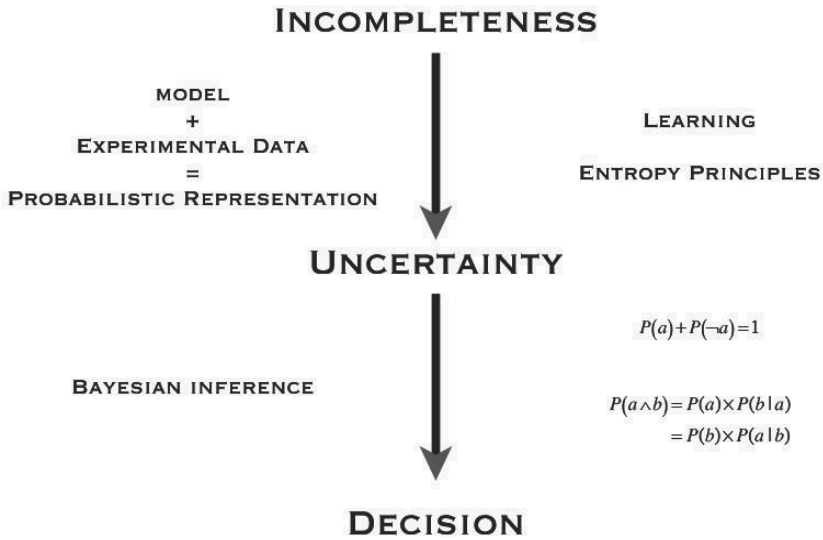 INCOMPLETENESS
MODEL
+
EXPERIMENTAL DATA
=
PROBABILISTIC REPRESENTATION
LEARNING
ENTROPY PRINCIPLES
UNCERTAINTY
BAYESIAN INFERENCE
P(a)+P(¬a)=1
P(a∧b)=P(a)×P(b|a)
=P(b)×P(a|b)
DECISION